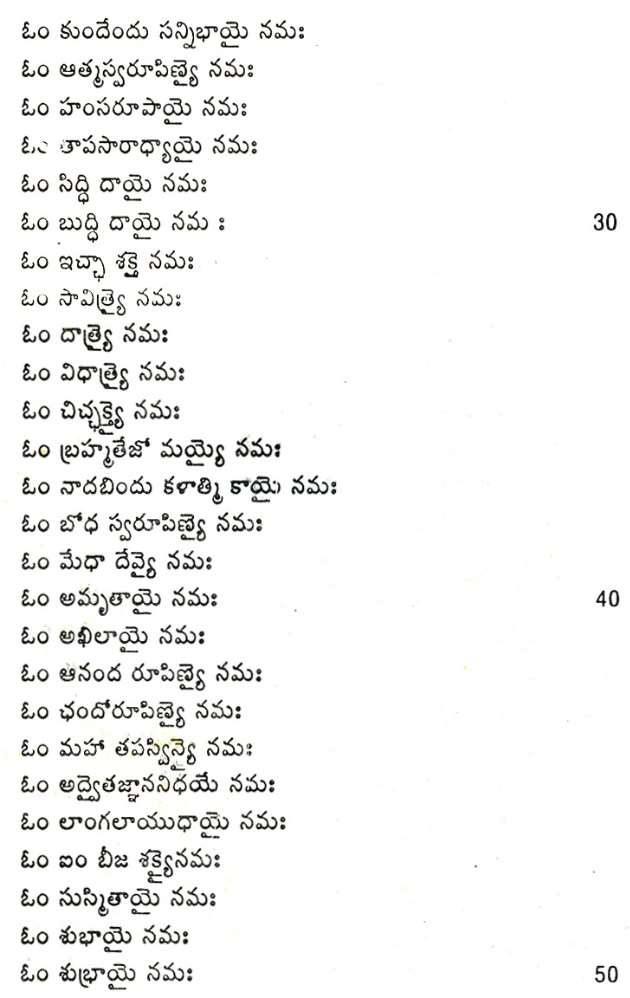 ఓం కుందేందు సన్నిభాయై నమః
ఓం ఆత్మస్వరూపిణ్యై నమః
ఓం హంసరూపాయై నమః
ఓం తాపసారాధ్యాయై నమః
ఓం సిద్ధి దాయై నమః
ఓం బుద్ధి దాయై నమ ః 30
ఓం ఇచ్ఛా శక్తై నమః
ఓం సావిత్ర్యై నమః
ఓం దాత్ర్యై నమః
ఓం విధాత్ర్యై నమః
ఓం చిచ్ఛక్త్యై నమః
ఓం బ్రహ్మతేజో మయ్యై నమః
ఓం నాదబిందు కళాత్మి కాయై నమః
ఓం బోధ స్వరూపిణ్యై నమః
ఓం మేధా దేవ్యై నమః
ఓం అమృతాయై నమః 40
ఓం అఖిలాయై నమః
ఓం ఆనంద రూపిణ్యై నమః
ఓం ఛందోరూపిణ్యై నమః
ఓం మహా తపస్విన్యై నమః
ఓం అద్వైతజ్ఞాననిధయే నమః
ఓం లాంగలాయుధాయై నమః
ఓం ఐం బీజ శక్త్యైనమః
ఓం సుస్మితాయై నమః
ఓం శుభాయై నమః
ఓం శుభ్రాయై నమః 50